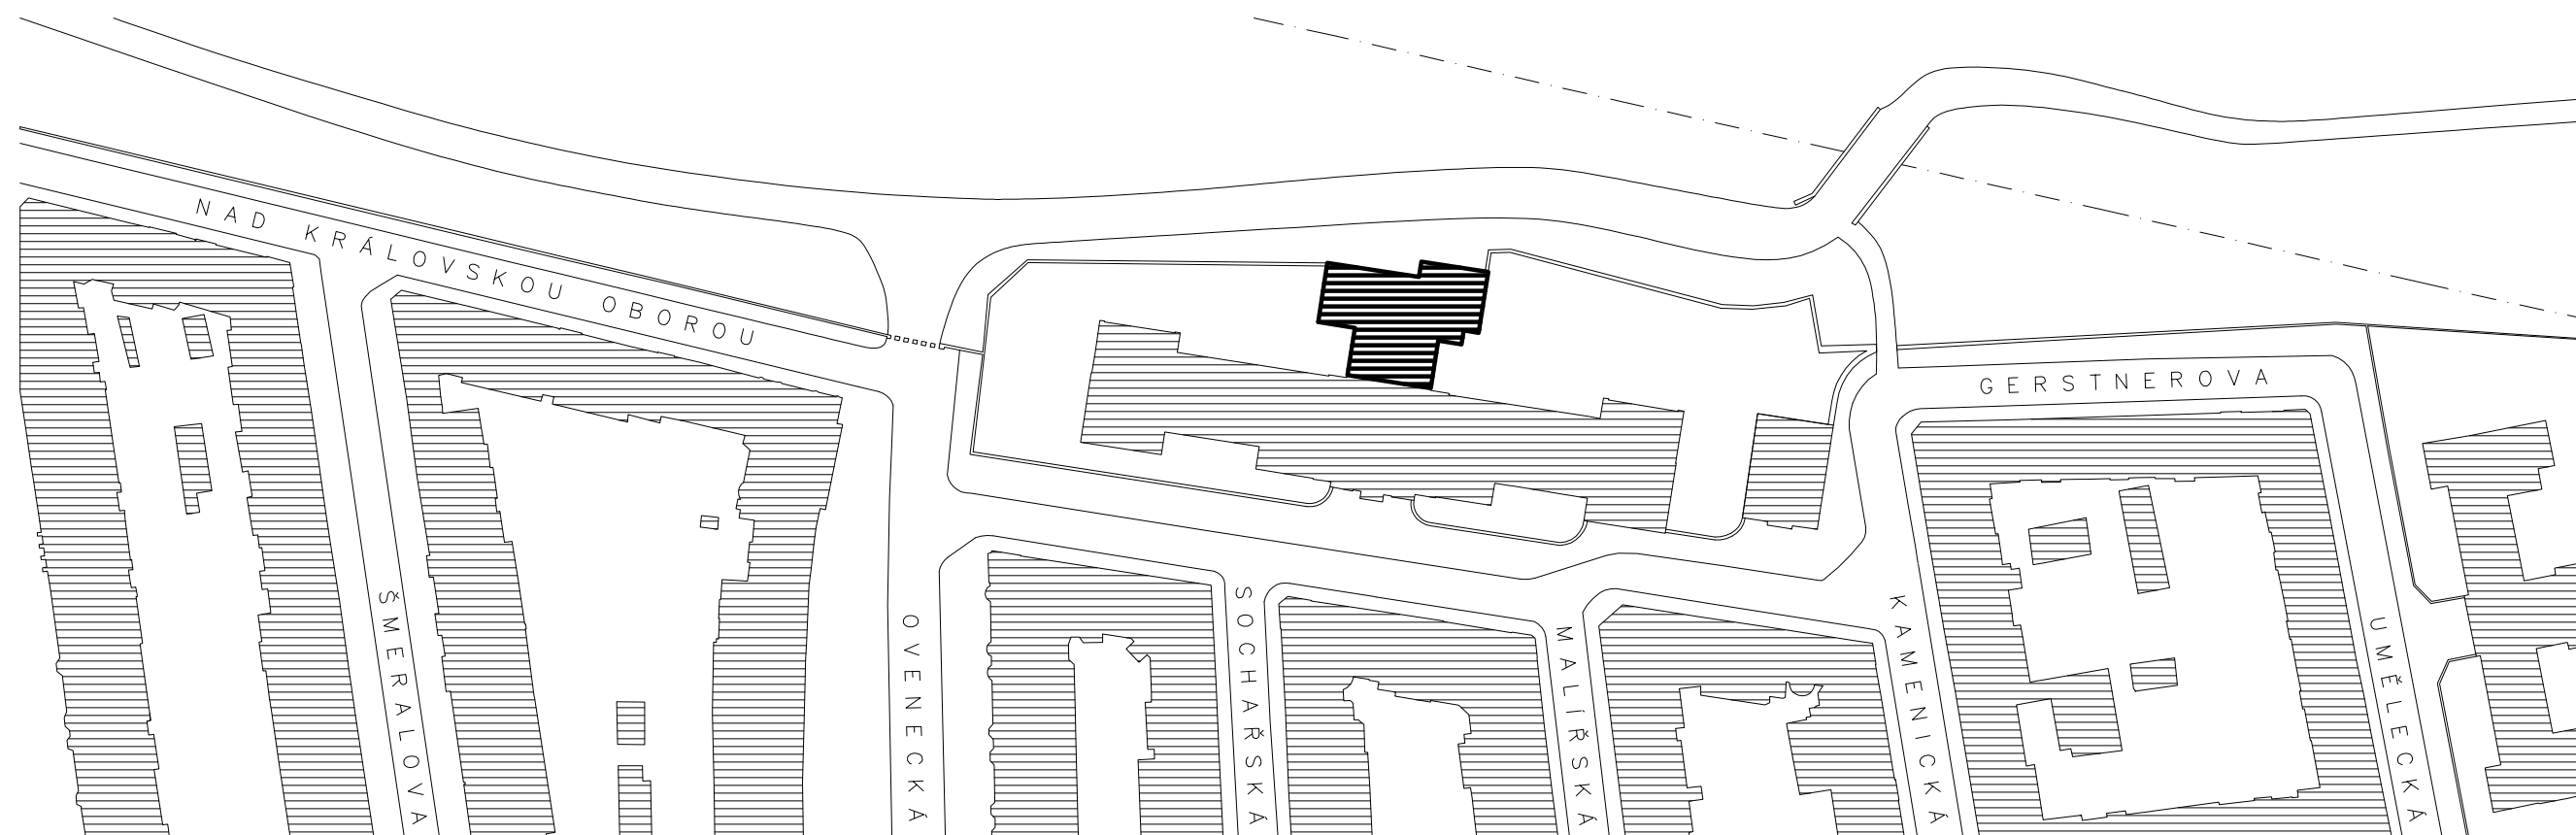 NAD KRÁLOVSKOU OBOROU
GERSTNEROVA
ŠMERALOVA
OVENECKÁ
SOCHAŘSKÁ
MALÍŘSKÁ
KAMENICKÁ
UMĚLECKÁ